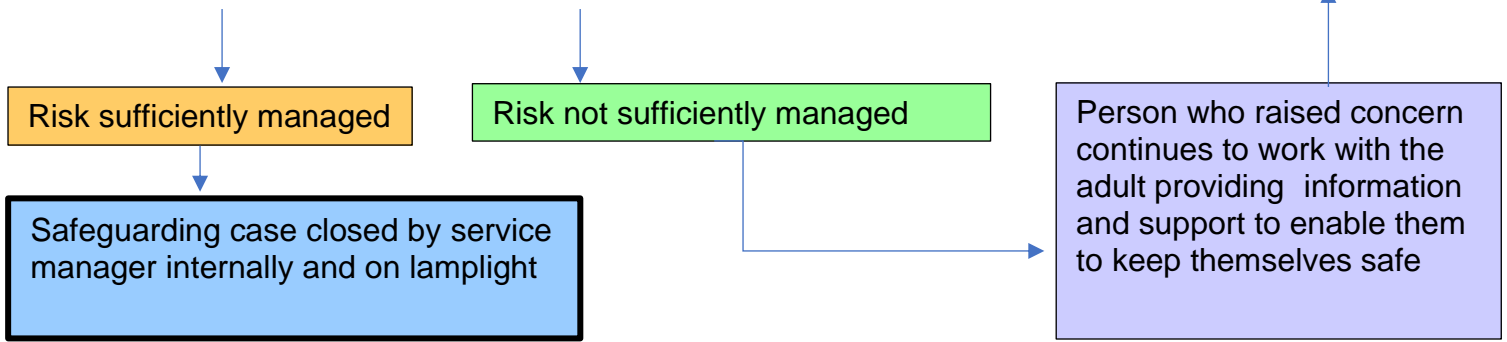 Risk sufficiently managed
Risk not sufficiently managed
Safeguarding case closed by service
manager internally and on lamplight
Person who raised concern
continues to work with the
adult providing  information
and support to enable them
to keep themselves safe